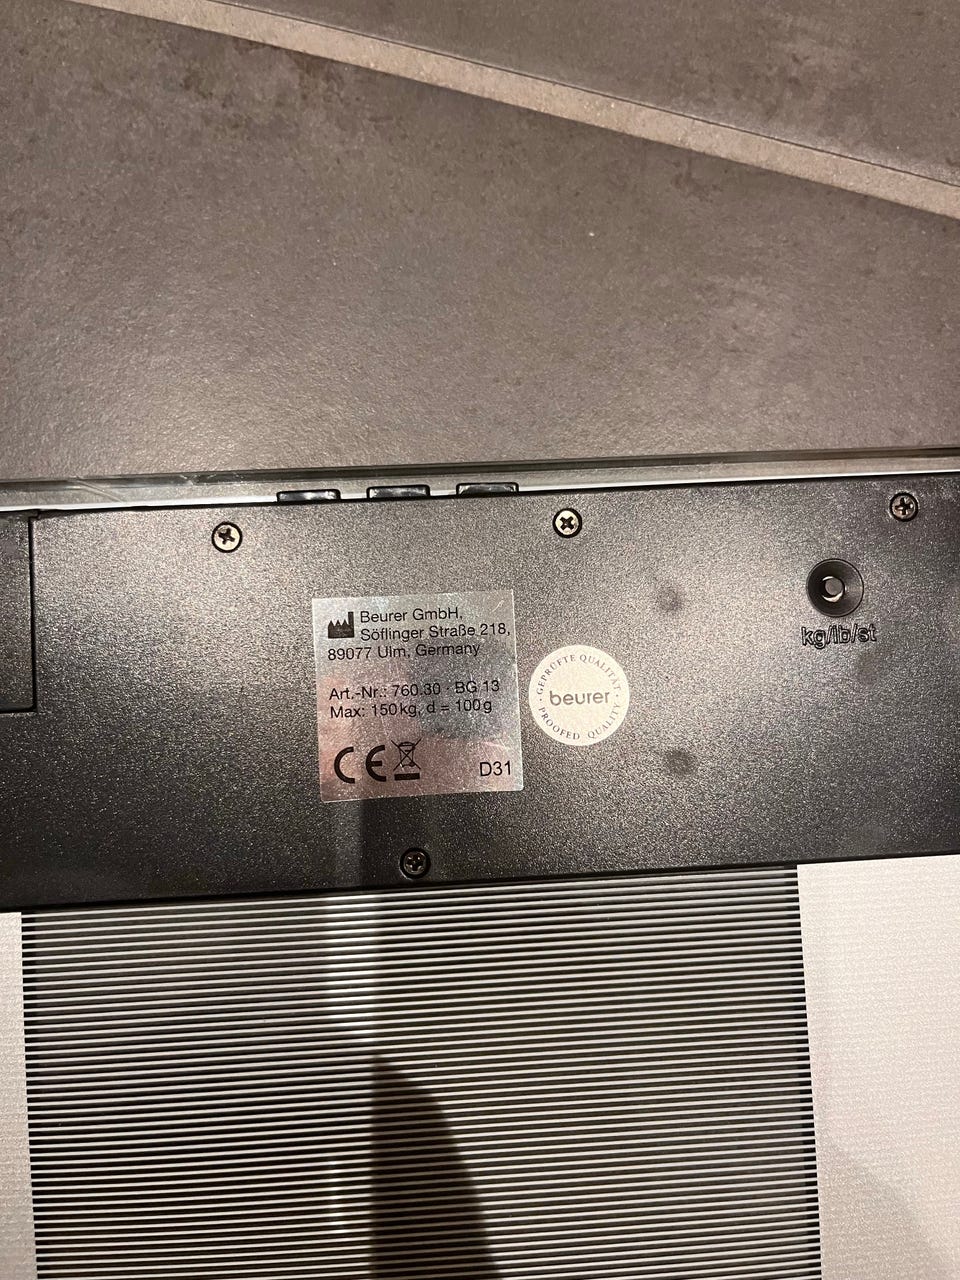 Beurer GmbH,
Söflinger Straße 218,
89077 Ulm, Germany
Art.-Nr.: 760.30 · BG 13
Max: 150 kg, d = 100 g
CE
D31
· GEPRÜFTE QUALITÄT ·
beurer
PROOFED QUALITY
kg/lb/st